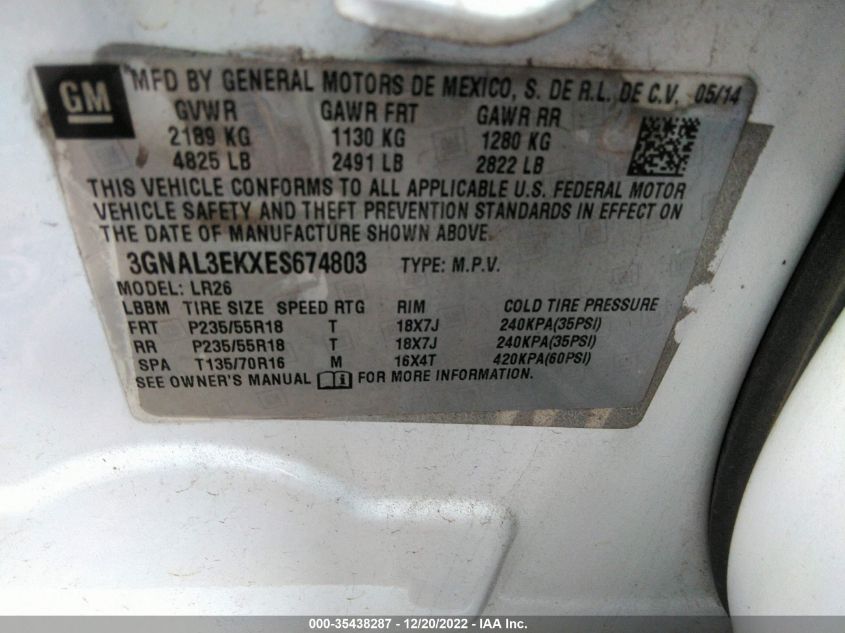 GM
MFD BY GENERAL MOTORS DE MEXICO, S. DE R.L. DE C.V. 05/14
GVWR GAWR FRT GAWR RR
2189 KG 1130 KG 1280 KG
4825 LB 2491 LB 2822 LB
THIS VEHICLE CONFORMS TO ALL APPLICABLE U.S. FEDERAL MOTOR
VEHICLE SAFETY AND THEFT PREVENTION STANDARDS IN EFFECT ON
THE DATE OF MANUFACTURE SHOWN ABOVE.
3GNAL3EKXES674803 TYPE: M.P.V.
MODEL: LR26
LBBM TIRE SIZE SPEED RTG RIM COLD TIRE PRESSURE
FRT P235/55R18 T 18X7J 240KPA(35PSI)
RR P235/55R18 T 18X7J 240KPA(35PSI)
SPA T135/70R16 M 16X4T 420KPA(60PSI)
SEE OWNER'S MANUAL FOR MORE INFORMATION.
000-35438287 - 12/20/2022 - IAA Inc.